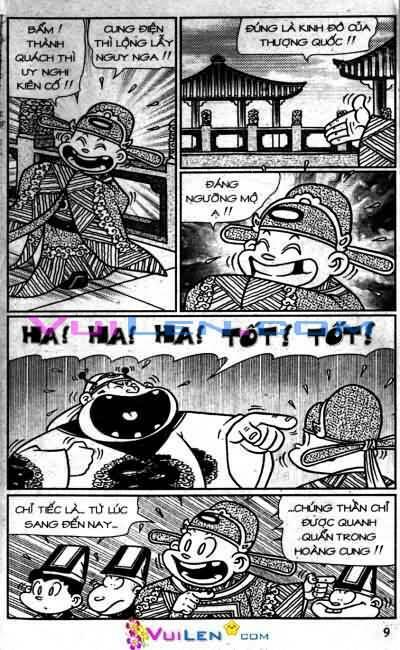 BẨM!
THÀNH
QUÁCH THÌ
UY NGHI
KIÊN CỐ!!
CUNG ĐIỆN
THÌ LỘNG LẪY
NGUY NGA!!
ĐÚNG LÀ KINH ĐÔ CỦA
THƯỢNG QUỐC!!
ĐÁNG
NGƯỠNG MỘ
Ạ!!
HA! HA! HA! TỐT! TỐT!
VUILEN.COM
CHỈ TIẾC LÀ... TỪ LÚC
SANG ĐẾN NAY...
...CHÚNG THẦN CHỈ
ĐƯỢC QUANH
QUẨN TRONG
HOÀNG CUNG!!
9
VUILEN.COM